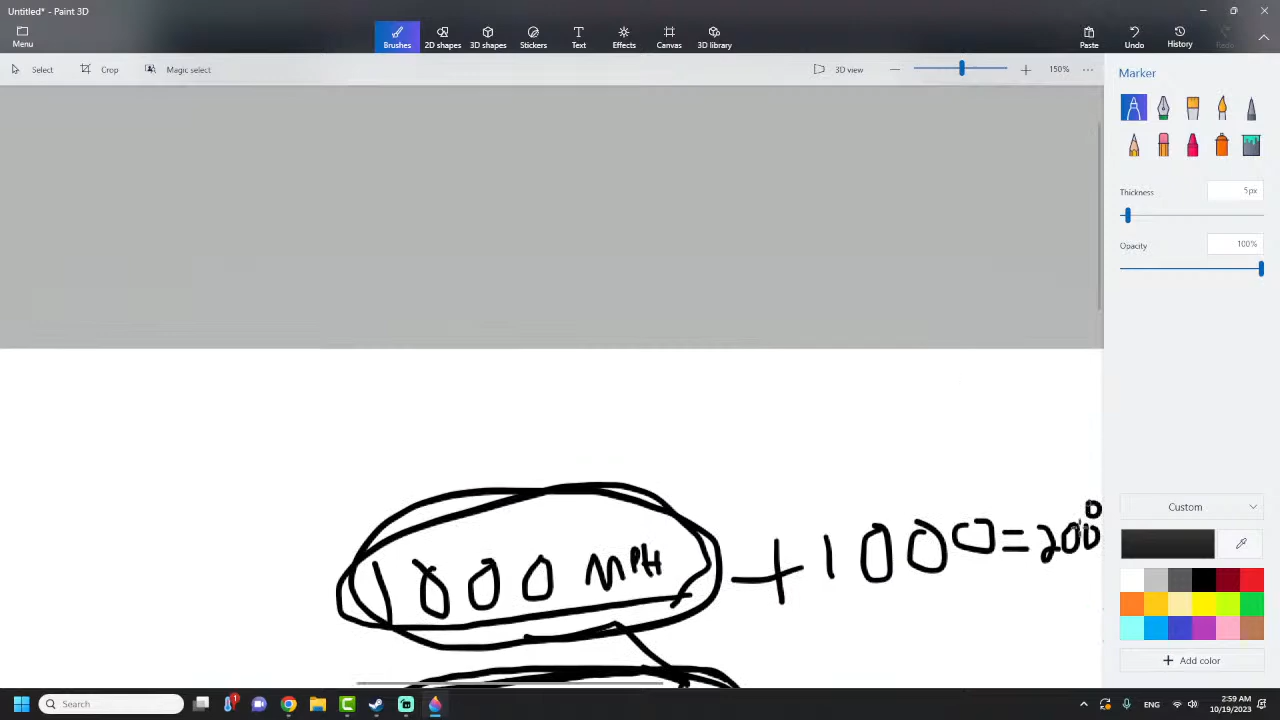 Untitled* - Paint 3D
Menu
Brushes 2D shapes 3D shapes Stickers Text Effects Canvas 3D library Paste Undo History Redo
Select Crop Magic select 3D view 150%
Marker
Thickness 5px
Opacity 100%
1000 MPH + 1000 = 2000
Custom
Add color
Search
1
ENG 2:59 AM
10/19/2023